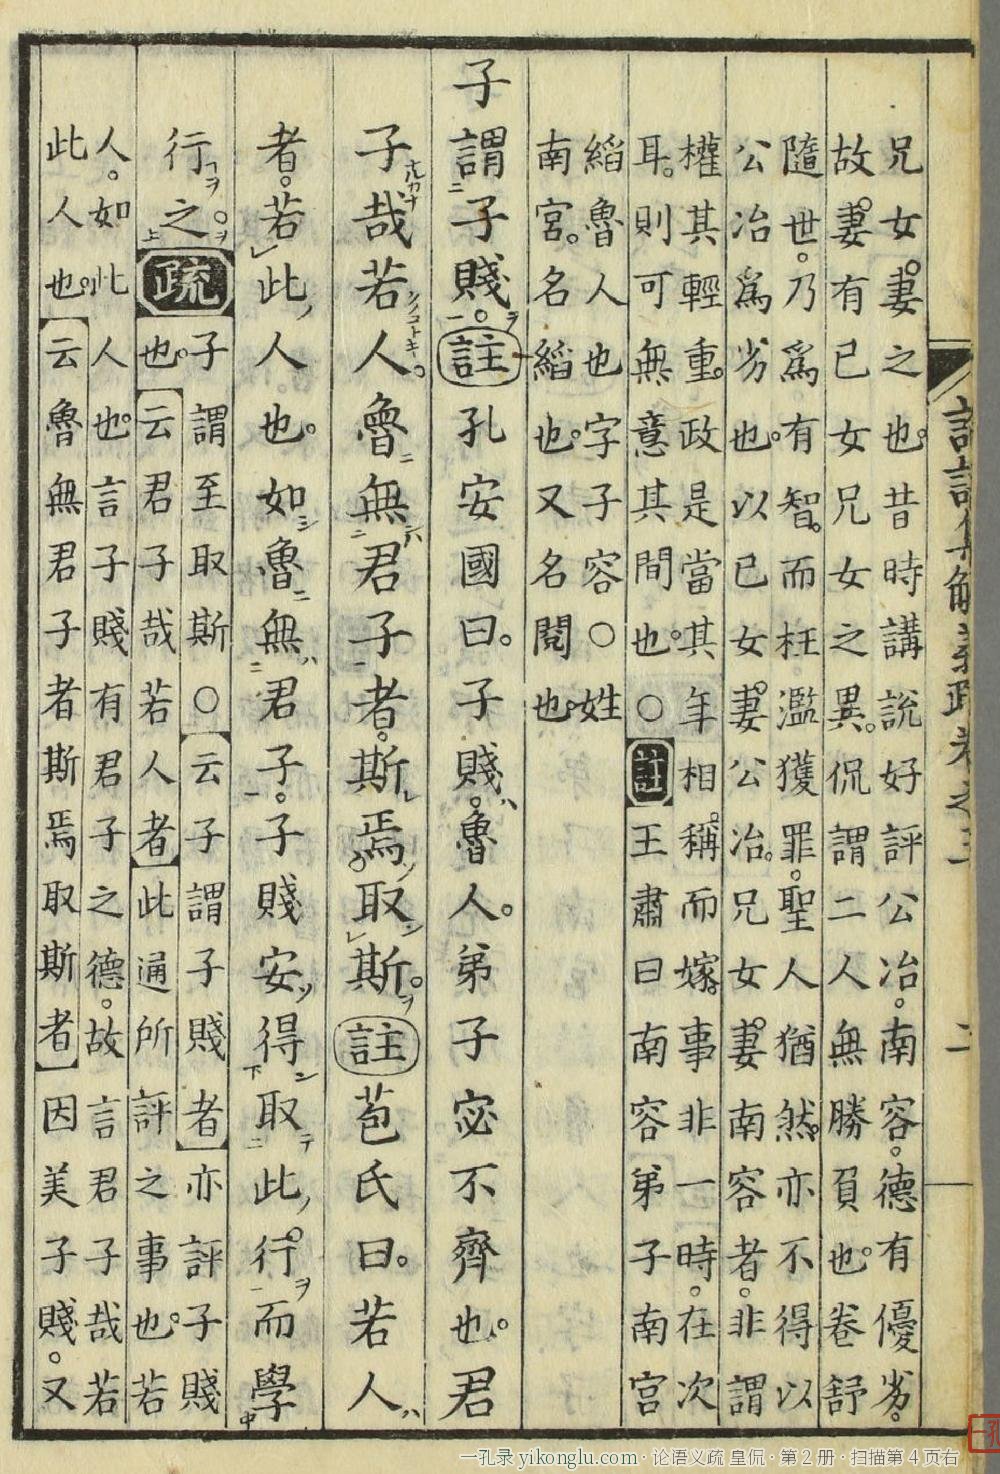 兄女妻之也昔時講說好評公冶南容德有優劣
故妻有已女兄女之異侃謂二人無勝負也卷舒
隨世乃爲有智而枉濫獲罪聖人猶然亦不得以
公冶爲劣也以已女妻公冶兄女妻南容者非謂
權其輕重政是當其年相稱而嫁事非一時在次
耳則可無意其間也○註王肅曰南容弟子南宮
縚魯人也字子容○姓
南宮名縚也又名閱也
子謂子賤註孔安國曰子賤魯人弟子宓不齊也君
子哉若人魯無君子者斯焉取斯註苞氏曰若人
者若此人也如魯無君子子賤安得取此行而學
行之疏
子謂至取斯○云子謂子賤者亦評子賤
也云君子哉若人者此通所評之事也若
人如此人也言子賤有君子之德故言君子哉若
此人也云魯無君子者斯焉取斯者因美子賤又
二
一孔录 yikonglu.com · 论语义疏 皇侃 · 第 2 册 · 扫描第 4 页右